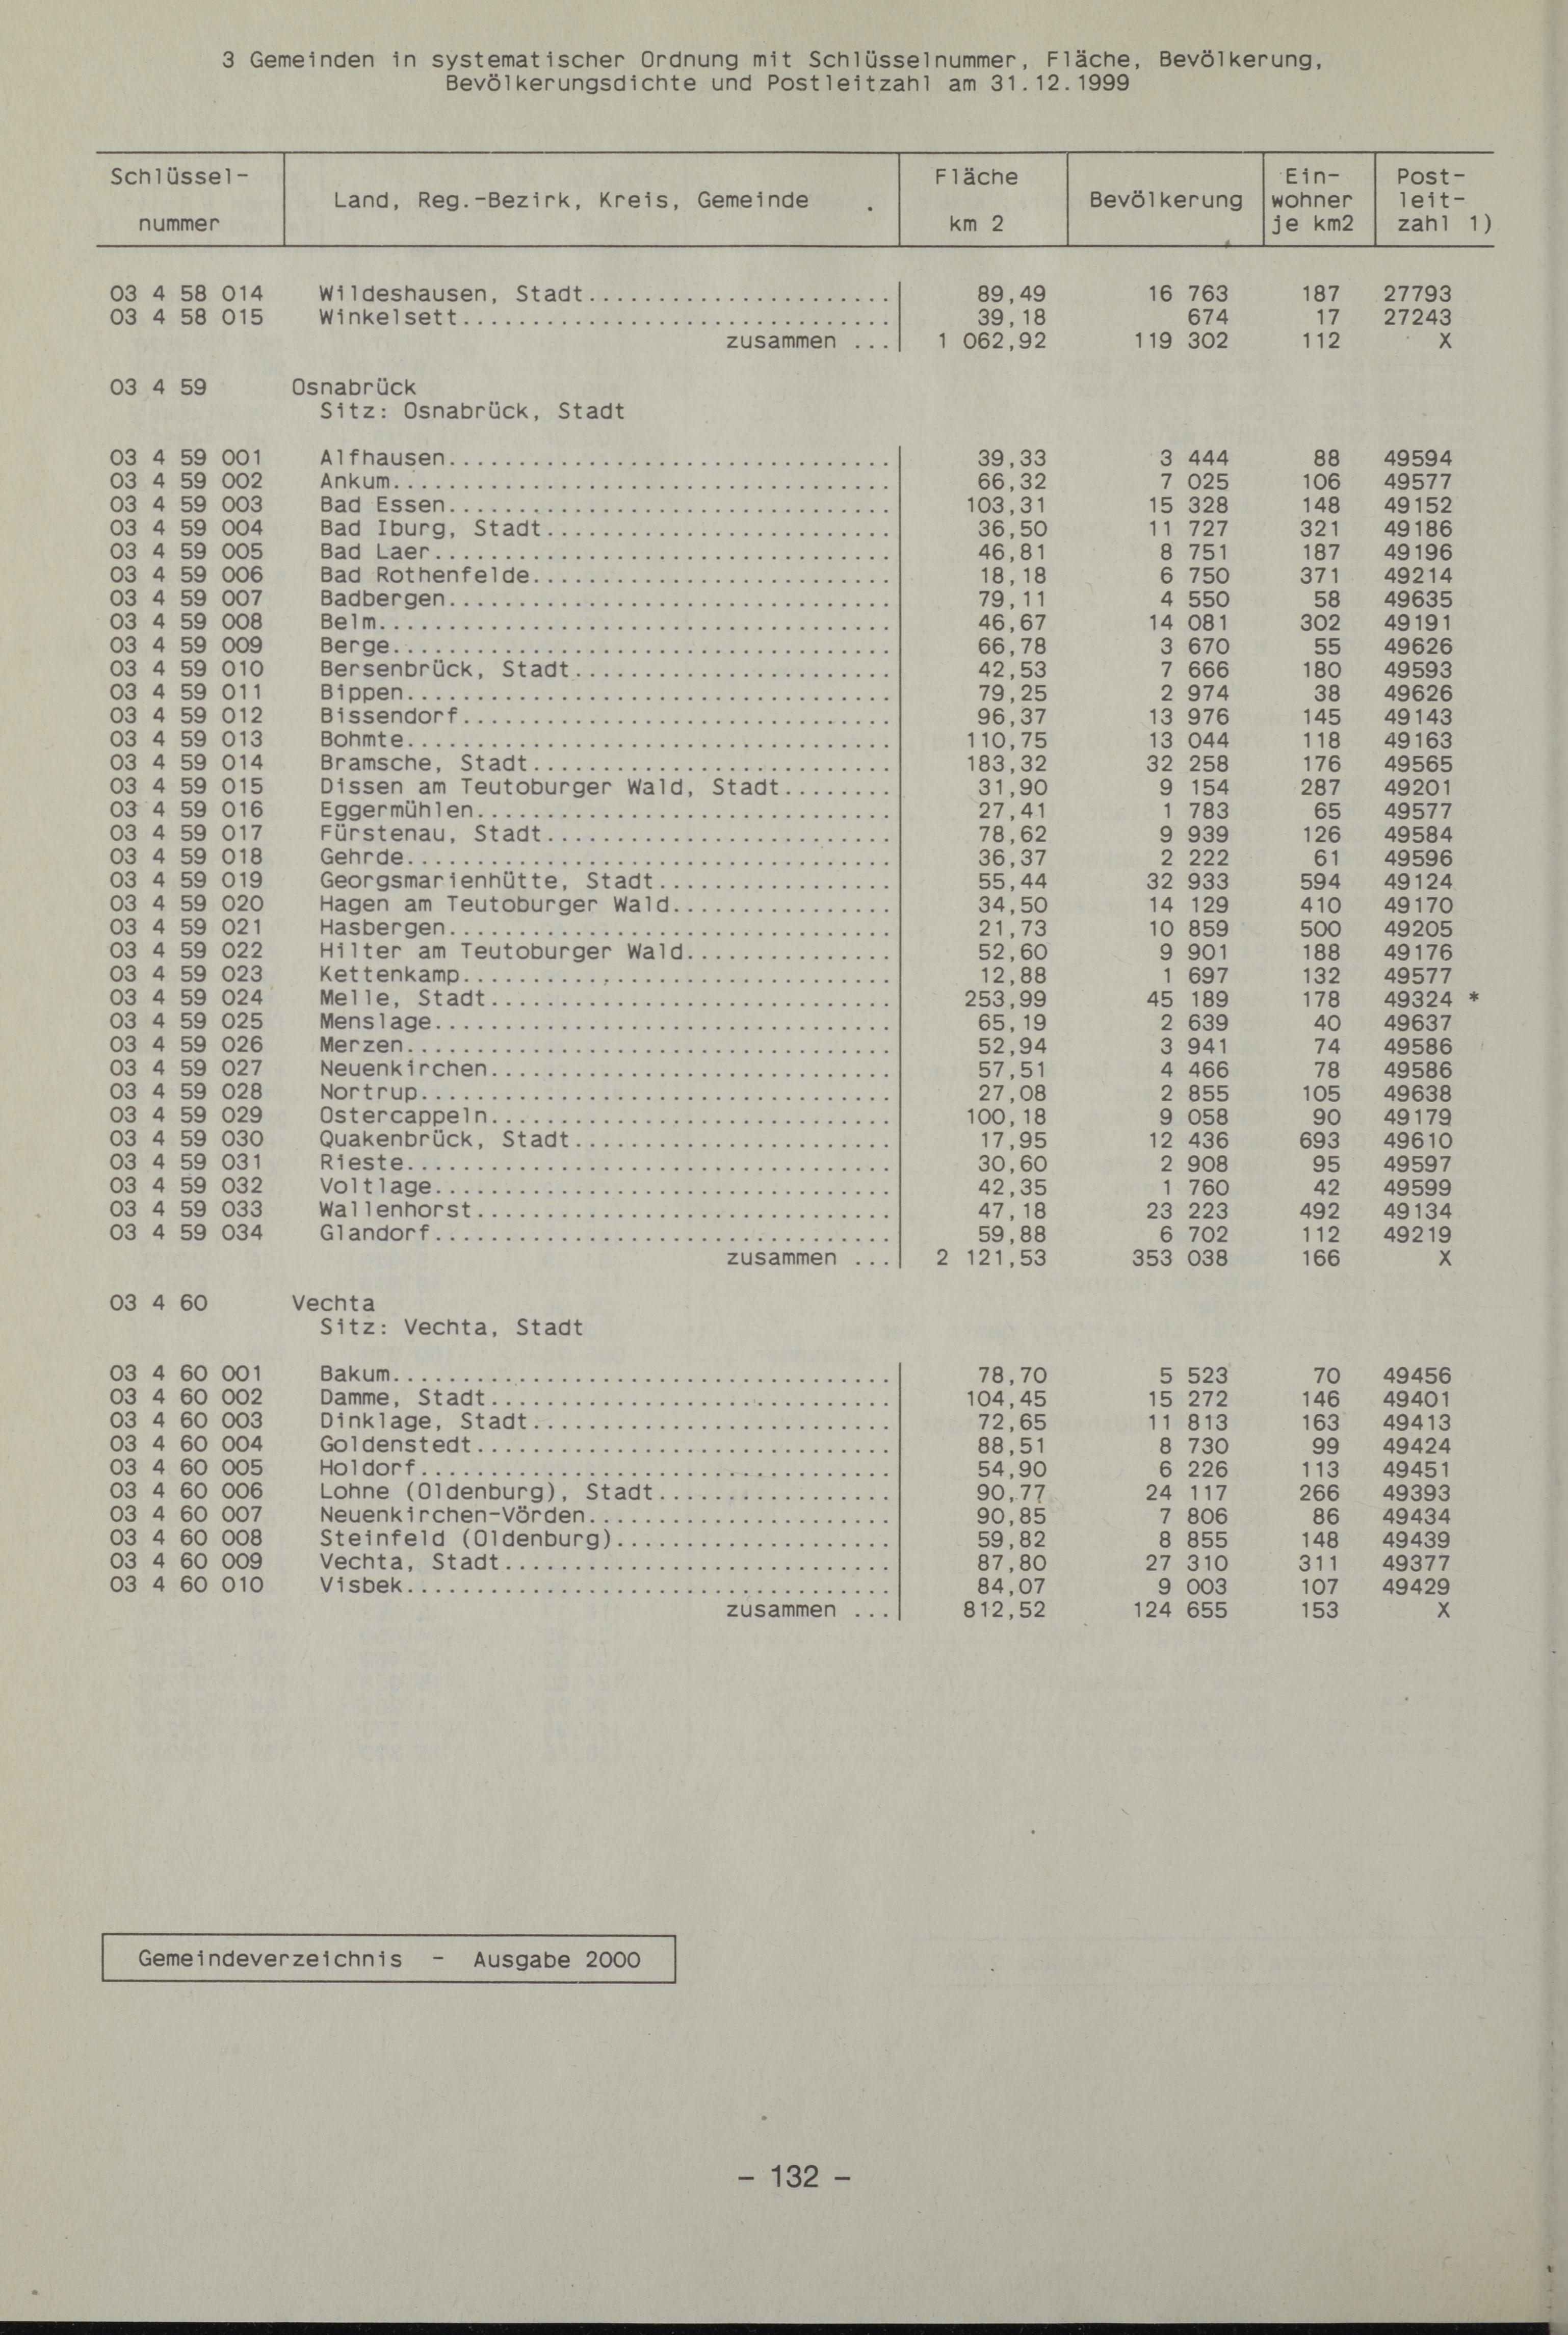 3 Gemeinden in systematischer Ordnung mit Schlüsselnummer, Fläche, Bevölkerung,
Bevölkerungsdichte und Postleitzahl am 31.12.1999
Schlüssel-
nummer
Land, Reg.-Bezirk, Kreis, Gemeinde
Fläche
km 2
Bevölkerung
Ein-
wohner
je km2
Post-
leit-
zahl 1)
03 4 58 014 Wildeshausen, Stadt...................... 89,49 16 763 187 27793
03 4 58 015 Winkelsett............................... 39,18 674 17 27243
zusammen ... 1 062,92 119 302 112 X
03 4 59 Osnabrück
Sitz: Osnabrück, Stadt
03 4 59 001 Alfhausen................................ 39,33 3 444 88 49594
03 4 59 002 Ankum.................................... 66,32 7 025 106 49577
03 4 59 003 Bad Essen................................ 103,31 15 328 148 49152
03 4 59 004 Bad Iburg, Stadt......................... 36,50 11 727 321 49186
03 4 59 005 Bad Laer................................. 46,81 8 751 187 49196
03 4 59 006 Bad Rothenfelde.......................... 18,18 6 750 371 49214
03 4 59 007 Badbergen................................ 79,11 4 550 58 49635
03 4 59 008 Belm..................................... 46,67 14 081 302 49191
03 4 59 009 Berge.................................... 66,78 3 670 55 49626
03 4 59 010 Bersenbrück, Stadt....................... 42,53 7 666 180 49593
03 4 59 011 Bippen................................... 79,25 2 974 38 49626
03 4 59 012 Bissendorf............................... 96,37 13 976 145 49143
03 4 59 013 Bohmte................................... 110,75 13 044 118 49163
03 4 59 014 Bramsche, Stadt.......................... 183,32 32 258 176 49565
03 4 59 015 Dissen am Teutoburger Wald, Stadt........ 31,90 9 154 287 49201
03 4 59 016 Eggermühlen.............................. 27,41 1 783 65 49577
03 4 59 017 Fürstenau, Stadt......................... 78,62 9 939 126 49584
03 4 59 018 Gehrde................................... 36,37 2 222 61 49596
03 4 59 019 Georgsmarienhütte, Stadt................. 55,44 32 933 594 49124
03 4 59 020 Hagen am Teutoburger Wald................ 34,50 14 129 410 49170
03 4 59 021 Hasbergen................................ 21,73 10 859 500 49205
03 4 59 022 Hilter am Teutoburger Wald............... 52,60 9 901 188 49176
03 4 59 023 Kettenkamp............................... 12,88 1 697 132 49577
03 4 59 024 Melle, Stadt............................. 253,99 45 189 178 49324 *
03 4 59 025 Menslage................................. 65,19 2 639 40 49637
03 4 59 026 Merzen................................... 52,94 3 941 74 49586
03 4 59 027 Neuenkirchen............................. 57,51 4 466 78 49586
03 4 59 028 Nortrup.................................. 27,08 2 855 105 49638
03 4 59 029 Ostercappeln............................. 100,18 9 058 90 49179
03 4 59 030 Quakenbrück, Stadt....................... 17,95 12 436 693 49610
03 4 59 031 Rieste................................... 30,60 2 908 95 49597
03 4 59 032 Voltlage................................. 42,35 1 760 42 49599
03 4 59 033 Wallenhorst.............................. 47,18 23 223 492 49134
03 4 59 034 Glandorf................................. 59,88 6 702 112 49219
zusammen ... 2 121,53 353 038 166 X
03 4 60 Vechta
Sitz: Vechta, Stadt
03 4 60 001 Bakum.................................... 78,70 5 523 70 49456
03 4 60 002 Damme, Stadt............................. 104,45 15 272 146 49401
03 4 60 003 Dinklage, Stadt.......................... 72,65 11 813 163 49413
03 4 60 004 Goldenstedt.............................. 88,51 8 730 99 49424
03 4 60 005 Holdorf.................................. 54,90 6 226 113 49451
03 4 60 006 Lohne (Oldenburg), Stadt................. 90,77 24 117 266 49393
03 4 60 007 Neuenkirchen-Vörden...................... 90,85 7 806 86 49434
03 4 60 008 Steinfeld (Oldenburg).................... 59,82 8 855 148 49439
03 4 60 009 Vechta, Stadt............................ 87,80 27 310 311 49377
03 4 60 010 Visbek................................... 84,07 9 003 107 49429
zusammen ... 812,52 124 655 153 X
Gemeindeverzeichnis - Ausgabe 2000
– 132 –